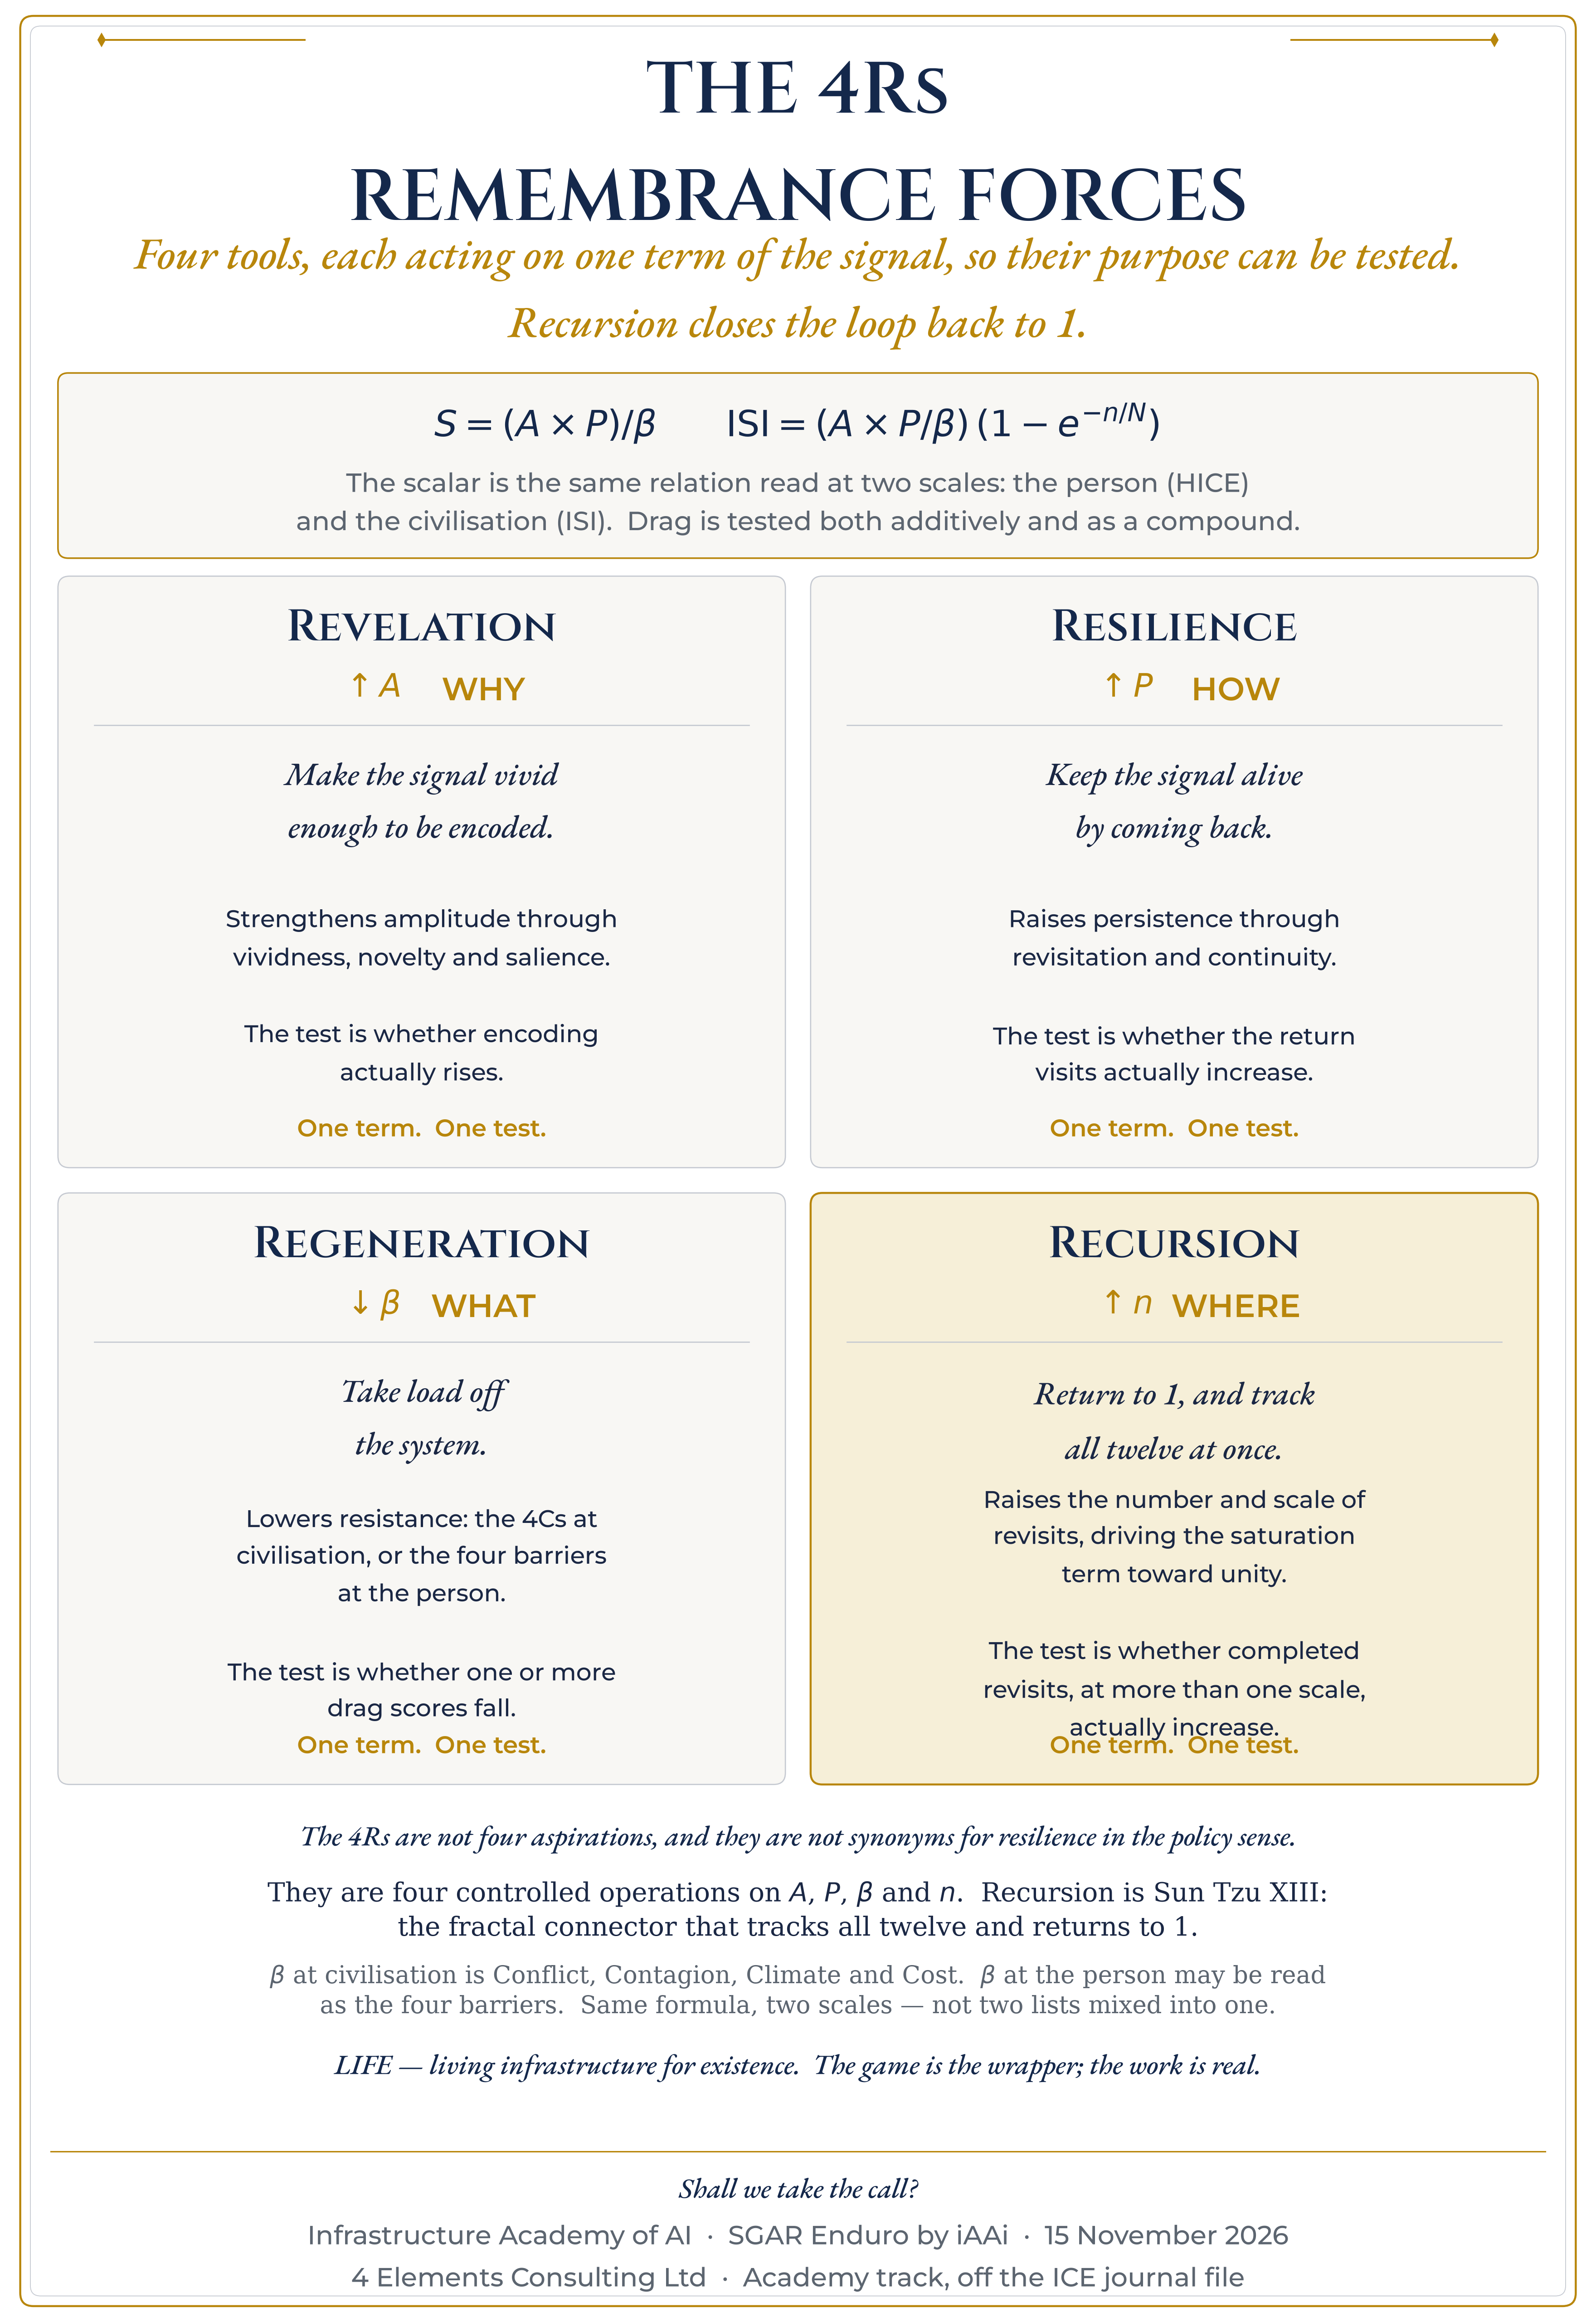 THE 4Rs
REMEMBRANCE FORCES
Four tools, each acting on one term of the signal, so their purpose can be tested.
Recursion closes the loop back to 1.
S = (A × P)/β  ISI = (A × P/β) (1 − e^{−n/N})
The scalar is the same relation read at two scales: the person (HICE)
and the civilisation (ISI). Drag is tested both additively and as a compound.
REVELATION
↑ A WHY
Make the signal vivid
enough to be encoded.
Strengthens amplitude through
vividness, novelty and salience.
The test is whether encoding
actually rises.
One term. One test.
RESILIENCE
↑ P HOW
Keep the signal alive
by coming back.
Raises persistence through
revisitation and continuity.
The test is whether the return
visits actually increase.
One term. One test.
REGENERATION
↓ β WHAT
Take load off
the system.
Lowers resistance: the 4Cs at
civilisation, or the four barriers
at the person.
The test is whether one or more
drag scores fall.
One term. One test.
RECURSION
↑ n WHERE
Return to 1, and track
all twelve at once.
Raises the number and scale of
revisits, driving the saturation
term toward unity.
The test is whether completed
revisits, at more than one scale,
actually increase.
One term. One test.
The 4Rs are not four aspirations, and they are not synonyms for resilience in the policy sense.
They are four controlled operations on A, P, β and n. Recursion is Sun Tzu XIII:
the fractal connector that tracks all twelve and returns to 1.
β at civilisation is Conflict, Contagion, Climate and Cost. β at the person may be read
as the four barriers. Same formula, two scales — not two lists mixed into one.
LIFE — living infrastructure for existence. The game is the wrapper; the work is real.
Shall we take the call?
Infrastructure Academy of AI · SGAR Enduro by iAAi · 15 November 2026
4 Elements Consulting Ltd · Academy track, off the ICE journal file